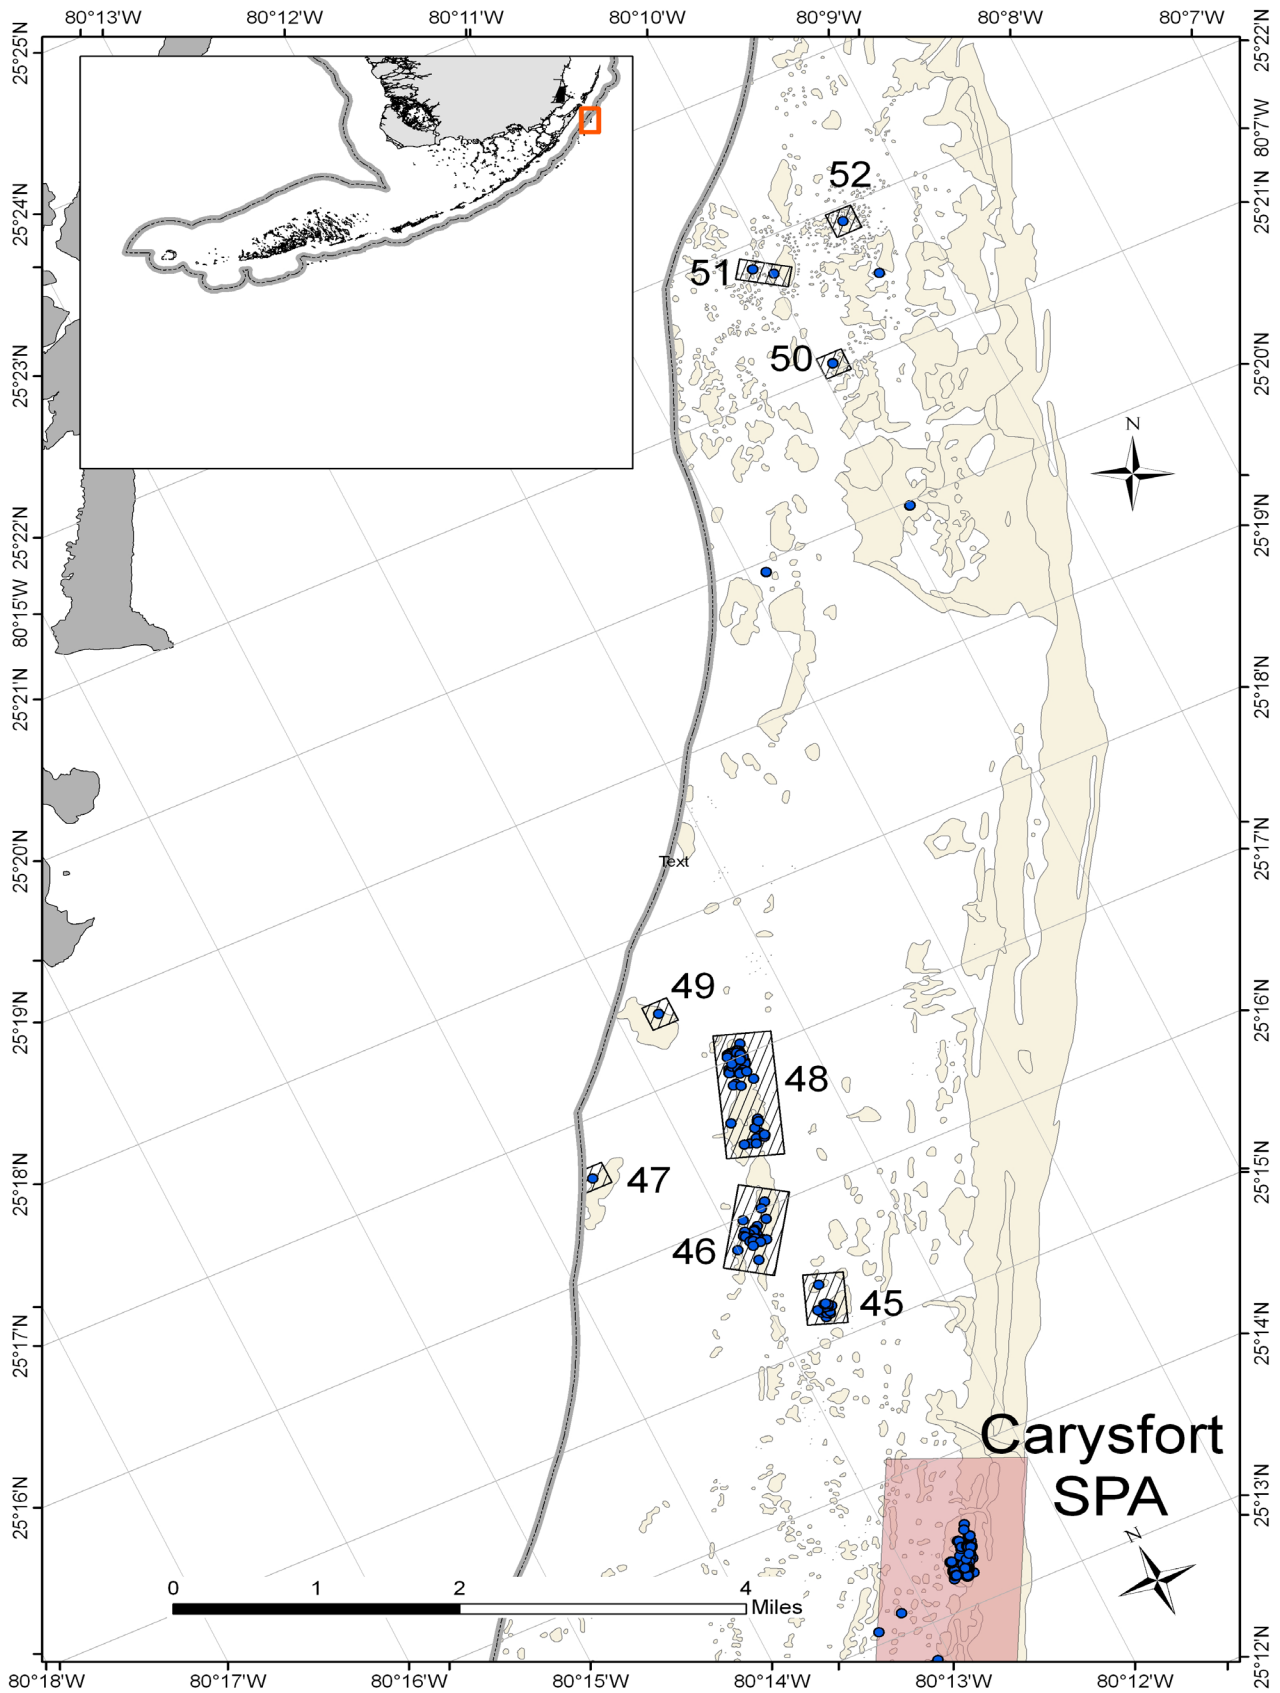 80°13'W 80°12'W 80°11'W 80°10'W 80°9'W 80°8'W 80°7'W
25°25'N
25°24'N
25°23'N
25°22'N
80°15'W
25°21'N
25°20'N
25°19'N
25°18'N
25°17'N
25°16'N
25°22'N
80°7'W
25°21'N
25°20'N
25°19'N
25°18'N
25°17'N
25°16'N
25°15'N
25°14'N
25°13'N
25°12'N
52
51
50
N
Text
49
48
47
46
45
Carysfort
SPA
N
0 1 2 4
Miles
80°18'W 80°17'W 80°16'W 80°15'W 80°14'W 80°13'W 80°12'W